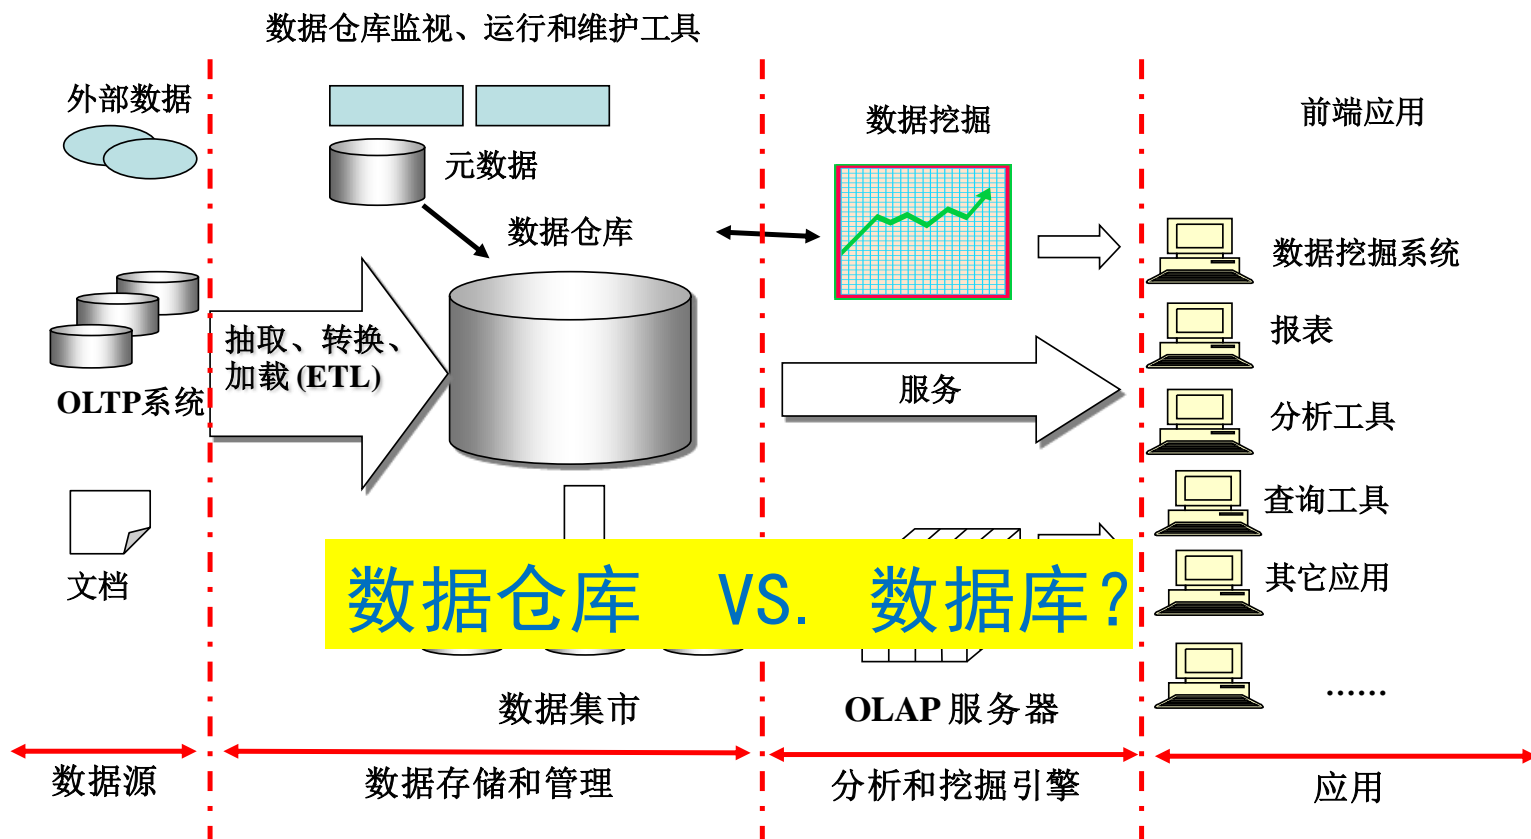 数据仓库监视、运行和维护工具
外部数据
元数据
数据仓库
数据挖掘
前端应用
数据挖掘系统
抽取、转换、
加载 (ETL)
OLTP系统
服务
报表
分析工具
查询工具
文档
数据仓库 VS. 数据库?
其它应用
数据集市
OLAP 服务器
......
数据源
数据存储和管理
分析和挖掘引擎
应用